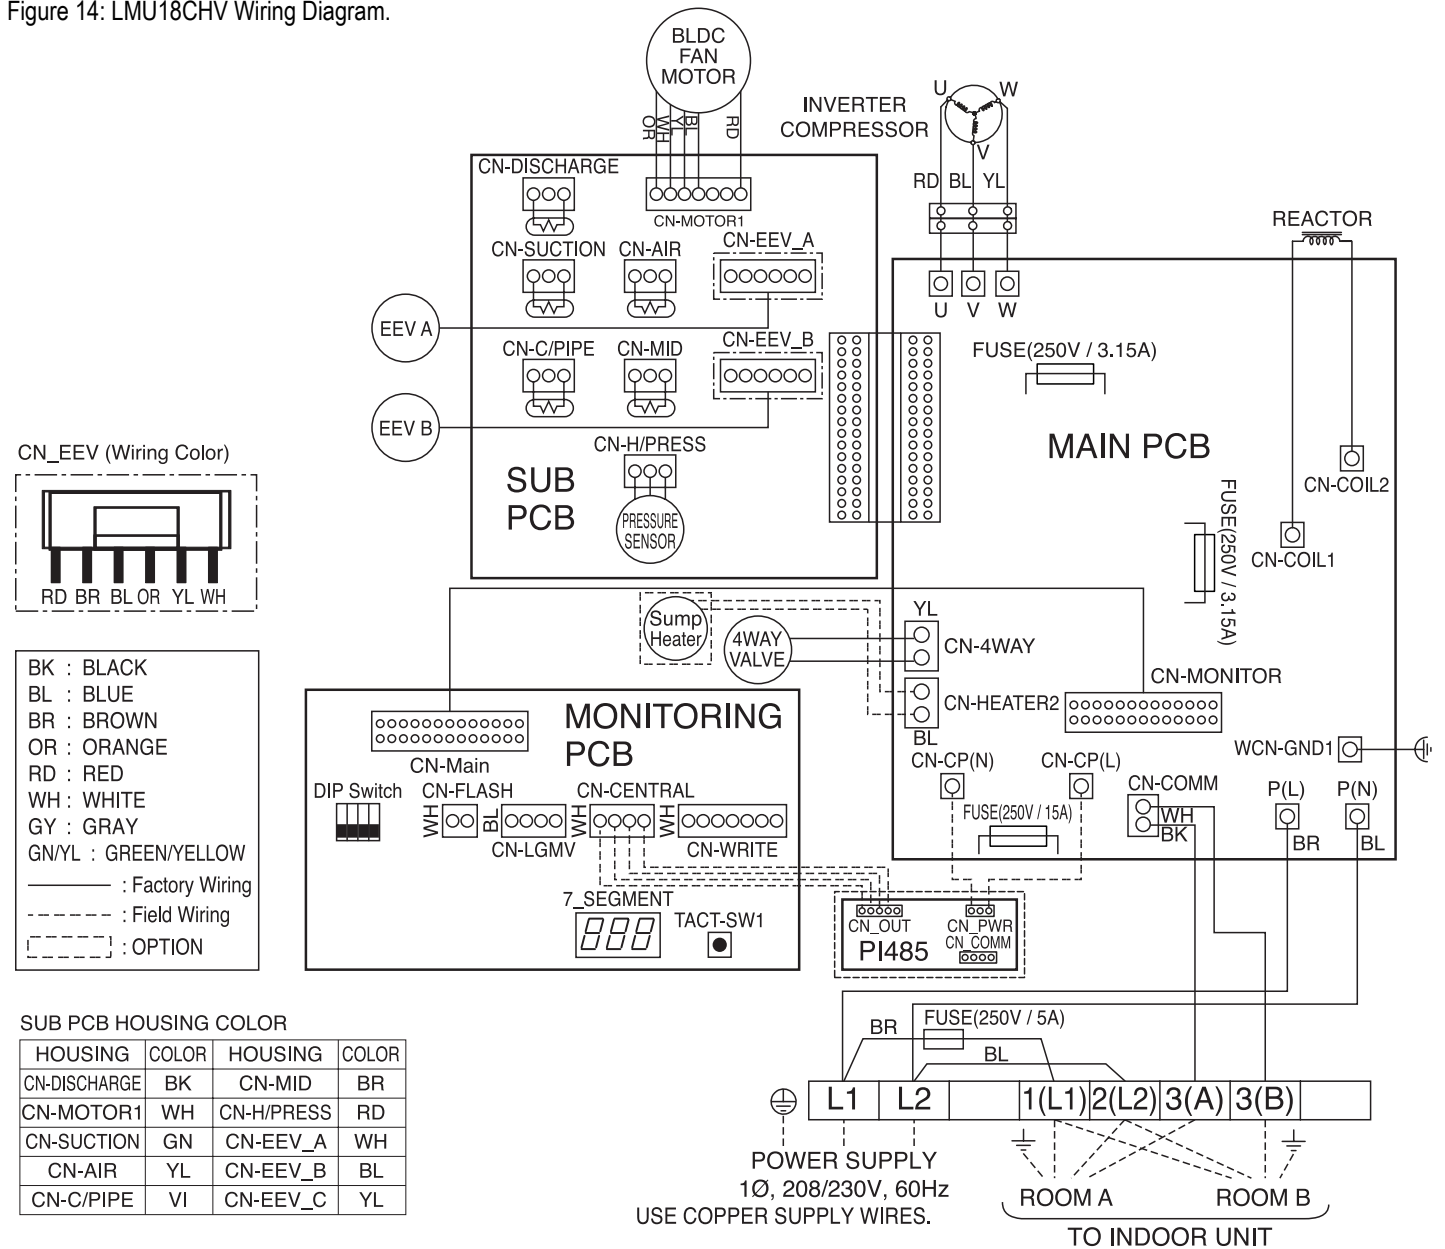 Figure 14: LMU18CHV Wiring Diagram.
BLDC
FAN
MOTOR
OR
WH
YL
BL
RD
INVERTER
COMPRESSOR
U
W
V
RD BL YL
REACTOR
CN-DISCHARGE
CN-MOTOR1
CN-SUCTION
CN-AIR
CN-EEV_A
EEV A
CN-C/PIPE
CN-MID
CN-EEV_B
EEV B
CN-H/PRESS
SUB
PCB
PRESSURE
SENSOR
U V W
FUSE(250V / 3.15A)
MAIN PCB
CN-COIL2
FUSE(250V / 3.15A)
CN-COIL1
CN_EEV (Wiring Color)
RD BR BL OR YL WH
Sump
Heater
4WAY
VALVE
YL
CN-4WAY
CN-HEATER2
BL
CN-MONITOR
WCN-GND1
CN-CP(N)
CN-CP(L)
CN-COMM
P(L)
P(N)
WH
BK
BR
BL
FUSE(250V / 15A)
BK : BLACK
BL : BLUE
BR : BROWN
OR : ORANGE
RD : RED
WH : WHITE
GY : GRAY
GN/YL : GREEN/YELLOW
: Factory Wiring
: Field Wiring
: OPTION
MONITORING
PCB
CN-Main
DIP Switch
CN-FLASH
CN-CENTRAL
WH
BL
WH
WH
CN-LGMV
CN-WRITE
7_SEGMENT
TACT-SW1
CN_OUT
CN_PWR
CN_COMM
PI485
SUB PCB HOUSING COLOR
HOUSING COLOR HOUSING COLOR
CN-DISCHARGE BK CN-MID BR
CN-MOTOR1 WH CN-H/PRESS RD
CN-SUCTION GN CN-EEV_A WH
CN-AIR YL CN-EEV_B BL
CN-C/PIPE VI CN-EEV_C YL
BR
FUSE(250V / 5A)
BL
L1 L2 1(L1) 2(L2) 3(A) 3(B)
POWER SUPPLY
1Ø, 208/230V, 60Hz
USE COPPER SUPPLY WIRES.
ROOM A
ROOM B
TO INDOOR UNIT